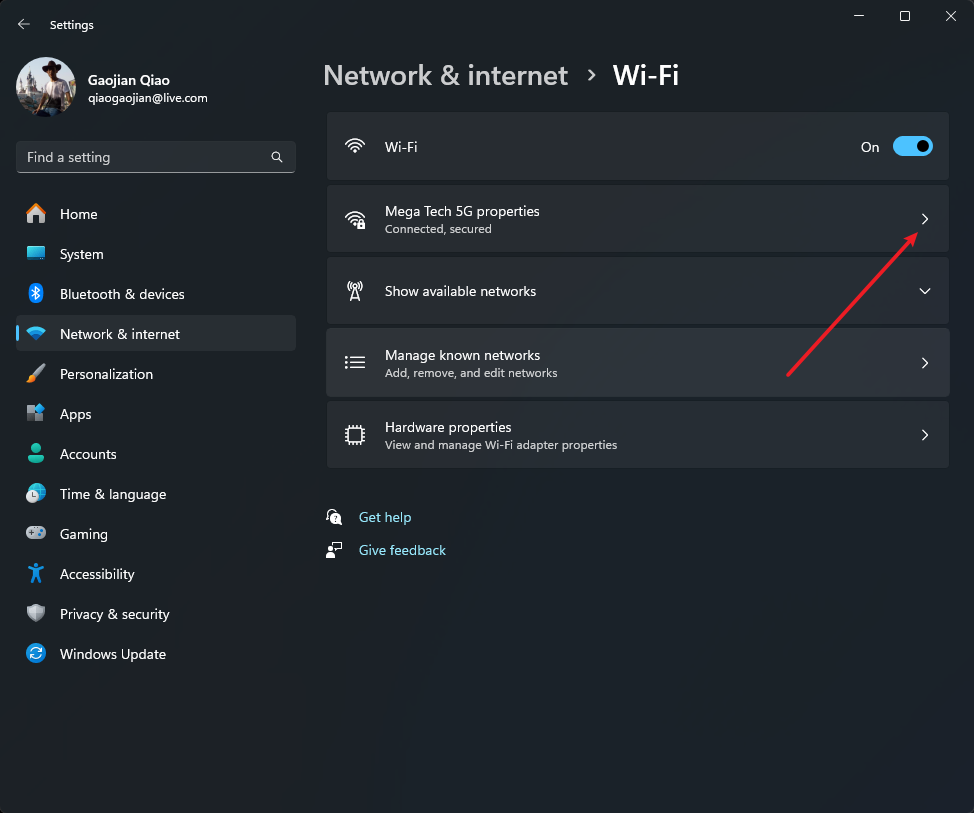 Settings
Gaojian Qiao
qiaogaojian@live.com
Find a setting
Home
System
Bluetooth & devices
Network & internet
Personalization
Apps
Accounts
Time & language
Gaming
Accessibility
Privacy & security
Windows Update
Network & internet > Wi-Fi
Wi-Fi
On
Mega Tech 5G properties
Connected, secured
Show available networks
Manage known networks
Add, remove, and edit networks
Hardware properties
View and manage Wi-Fi adapter properties
Get help
Give feedback